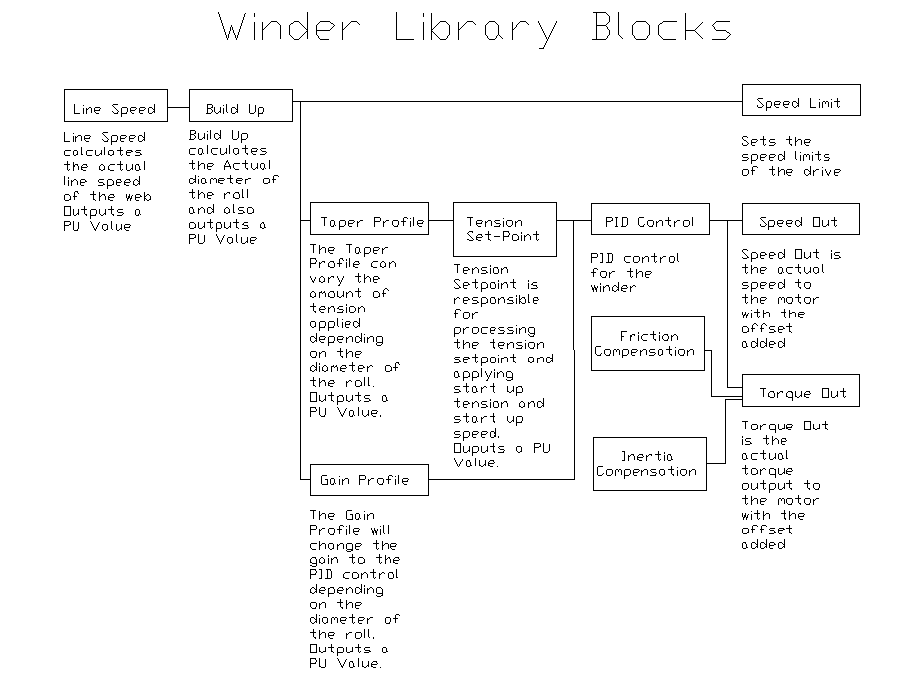 Winder Library Blocks
Line Speed
Line Speed
calculates
the actual
line speed
of the web
Outputs a
PU Value
Build Up
Build Up
calculates
the Actual
diameter of
the roll
and also
outputs a
PU Value
Speed Limit
Sets the
speed limits
of the drive
Taper Profile
The Taper
Profile can
vary the
amount of
tension
applied
depending
on the
diameter of
the roll.
Outputs a
PU Value.
Tension
Set-Point
Tension
Setpoint is
responsible
for
processing
the tension
setpoint and
applying
start up
tension and
start up
speed.
Ouputs a PU
Value.
PID Control
PID control
for the
winder
Speed Out
Speed Out is
the actual
speed to
the motor
with the
offset
added
Friction
Compensation
Torque Out
Torque Out
is the
actual
torque
output to
the motor
with the
offset
added
Inertia
Compensation
Gain Profile
The Gain
Profile will
change the
gain to the
PID control
depending
on the
diameter of
the roll.
Outputs a
PU Value.